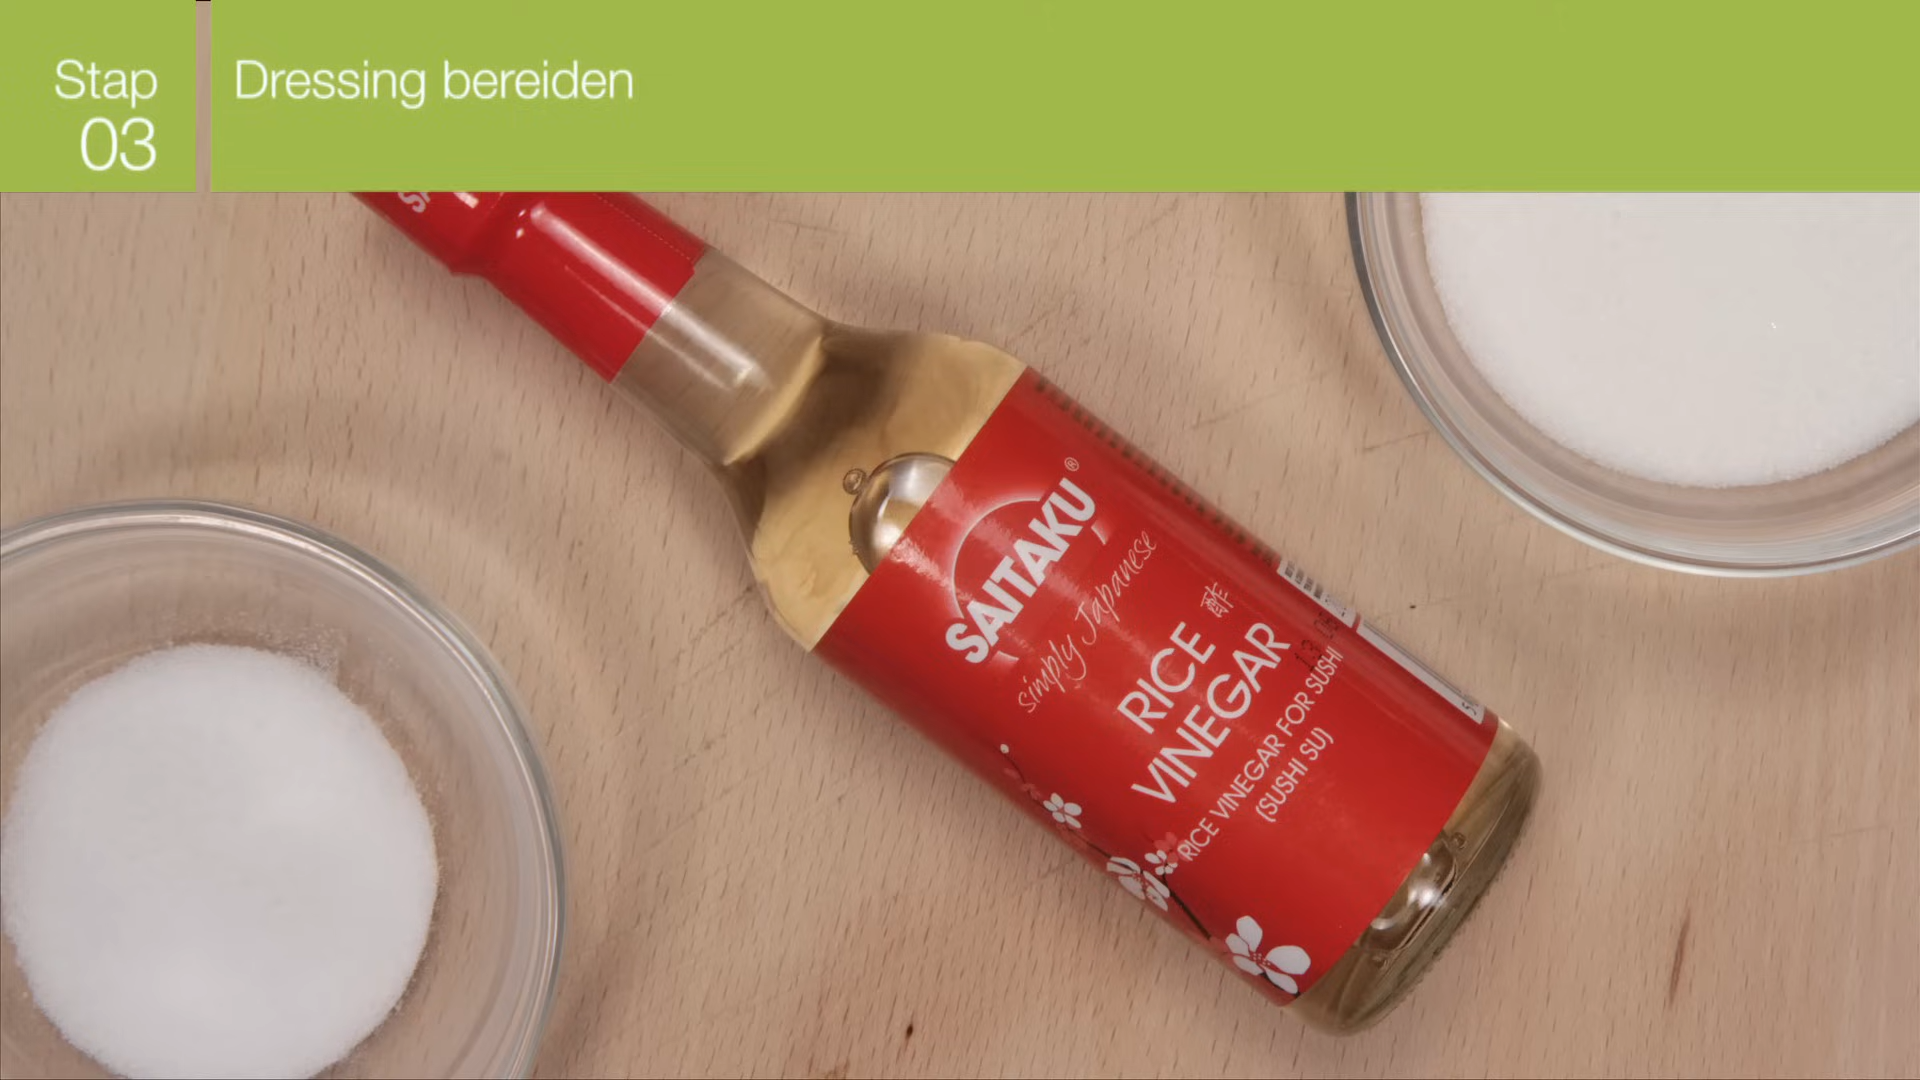 Stap
03
Dressing bereiden
SAITAKU®
simply Japanese
酢
RICE
VINEGAR
RICE VINEGAR FOR SUSHI
(SUSHI SU)